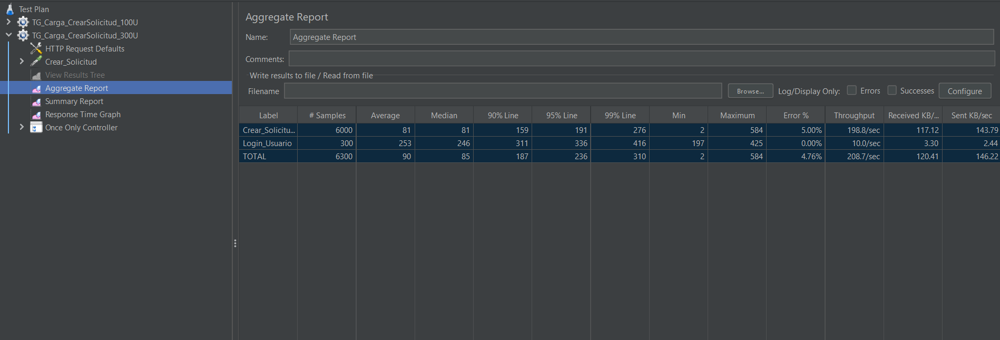 Test Plan
TG_Carga_CrearSolicitud_100U
TG_Carga_CrearSolicitud_300U
HTTP Request Defaults
Crear_Solicitud
View Results Tree
Aggregate Report
Summary Report
Response Time Graph
Once Only Controller
Aggregate Report
Name: Aggregate Report
Comments:
Write results to file / Read from file
Filename Browse... Log/Display Only: Errors Successes Configure
Label # Samples Average Median 90% Line 95% Line 99% Line Min Maximum Error % Throughput Received KB/... Sent KB/sec
Crear_Solicitu... 6000 81 81 159 191 276 2 584 5.00% 198.8/sec 117.12 143.79
Login_Usuario 300 253 246 311 336 416 197 425 0.00% 10.0/sec 3.30 2.44
TOTAL 6300 90 85 187 236 310 2 584 4.76% 208.7/sec 120.41 146.22